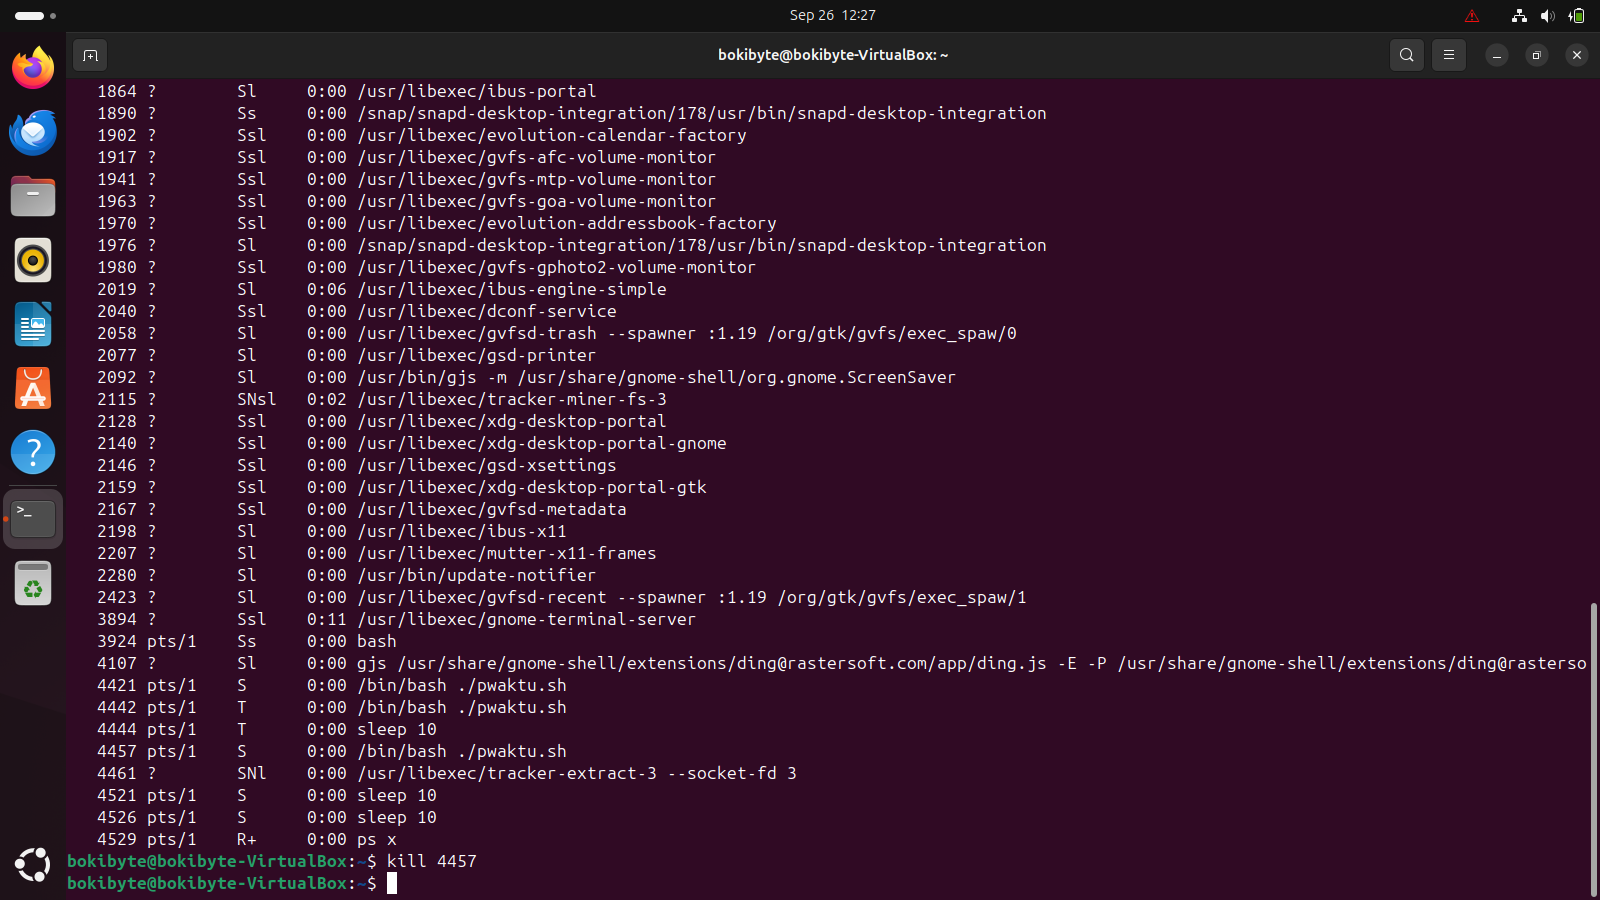 Sep 26 12:27
bokibyte@bokibyte-VirtualBox: ~
1864 ? Sl 0:00 /usr/libexec/ibus-portal
1890 ? Ss 0:00 /snap/snapd-desktop-integration/178/usr/bin/snapd-desktop-integration
1902 ? Ssl 0:00 /usr/libexec/evolution-calendar-factory
1917 ? Ssl 0:00 /usr/libexec/gvfs-afc-volume-monitor
1941 ? Ssl 0:00 /usr/libexec/gvfs-mtp-volume-monitor
1963 ? Ssl 0:00 /usr/libexec/gvfs-goa-volume-monitor
1970 ? Ssl 0:00 /usr/libexec/evolution-addressbook-factory
1976 ? Sl 0:00 /snap/snapd-desktop-integration/178/usr/bin/snapd-desktop-integration
1980 ? Ssl 0:00 /usr/libexec/gvfs-gphoto2-volume-monitor
2019 ? Sl 0:06 /usr/libexec/ibus-engine-simple
2040 ? Ssl 0:00 /usr/libexec/dconf-service
2058 ? Sl 0:00 /usr/libexec/gvfsd-trash --spawner :1.19 /org/gtk/gvfs/exec_spaw/0
2077 ? Sl 0:00 /usr/libexec/gsd-printer
2092 ? Sl 0:00 /usr/bin/gjs -m /usr/share/gnome-shell/org.gnome.ScreenSaver
2115 ? SNsl 0:02 /usr/libexec/tracker-miner-fs-3
2128 ? Ssl 0:00 /usr/libexec/xdg-desktop-portal
2140 ? Ssl 0:00 /usr/libexec/xdg-desktop-portal-gnome
2146 ? Ssl 0:00 /usr/libexec/gsd-xsettings
2159 ? Ssl 0:00 /usr/libexec/xdg-desktop-portal-gtk
2167 ? Ssl 0:00 /usr/libexec/gvfsd-metadata
2198 ? Sl 0:00 /usr/libexec/ibus-x11
2207 ? Sl 0:00 /usr/libexec/mutter-x11-frames
2280 ? Sl 0:00 /usr/bin/update-notifier
2423 ? Sl 0:00 /usr/libexec/gvfsd-recent --spawner :1.19 /org/gtk/gvfs/exec_spaw/1
3894 ? Ssl 0:11 /usr/libexec/gnome-terminal-server
3924 pts/1 Ss 0:00 bash
4107 ? Sl 0:00 gjs /usr/share/gnome-shell/extensions/ding@rastersoft.com/app/ding.js -E -P /usr/share/gnome-shell/extensions/ding@rasterso
4421 pts/1 S 0:00 /bin/bash ./pwaktu.sh
4442 pts/1 T 0:00 /bin/bash ./pwaktu.sh
4444 pts/1 T 0:00 sleep 10
4457 pts/1 S 0:00 /bin/bash ./pwaktu.sh
4461 ? SNl 0:00 /usr/libexec/tracker-extract-3 --socket-fd 3
4521 pts/1 S 0:00 sleep 10
4526 pts/1 S 0:00 sleep 10
4529 pts/1 R+ 0:00 ps x
bokibyte@bokibyte-VirtualBox:~$ kill 4457
bokibyte@bokibyte-VirtualBox:~$